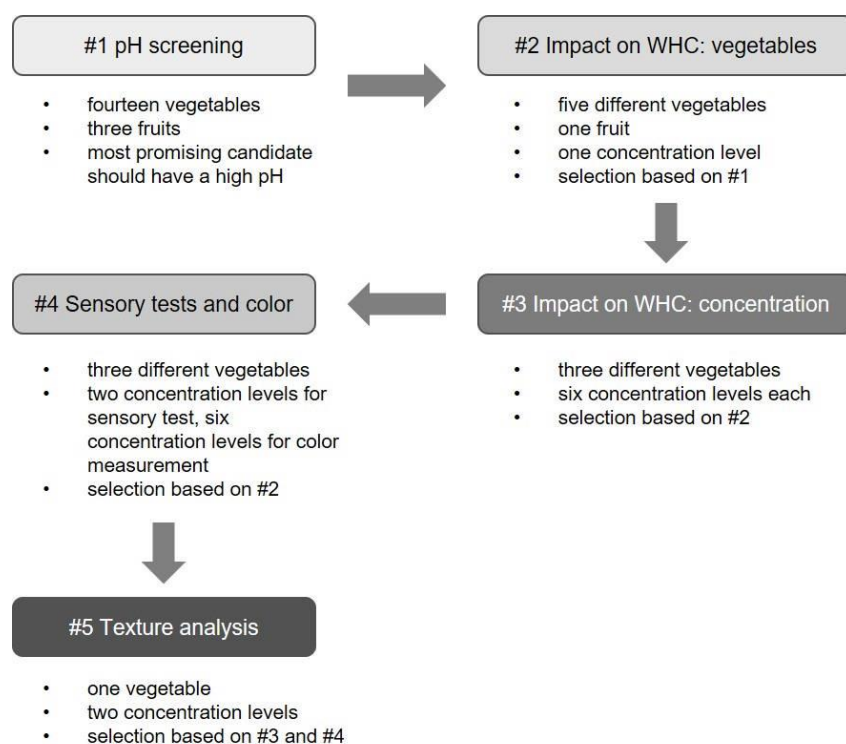 #1 pH screening
• fourteen vegetables
• three fruits
• most promising candidate
should have a high pH
#2 Impact on WHC: vegetables
• five different vegetables
• one fruit
• one concentration level
• selection based on #1
#3 Impact on WHC: concentration
• three different vegetables
• six concentration levels each
• selection based on #2
#4 Sensory tests and color
• three different vegetables
• two concentration levels for
sensory test, six
concentration levels for color
measurement
• selection based on #2
#5 Texture analysis
• one vegetable
• two concentration levels
• selection based on #3 and #4